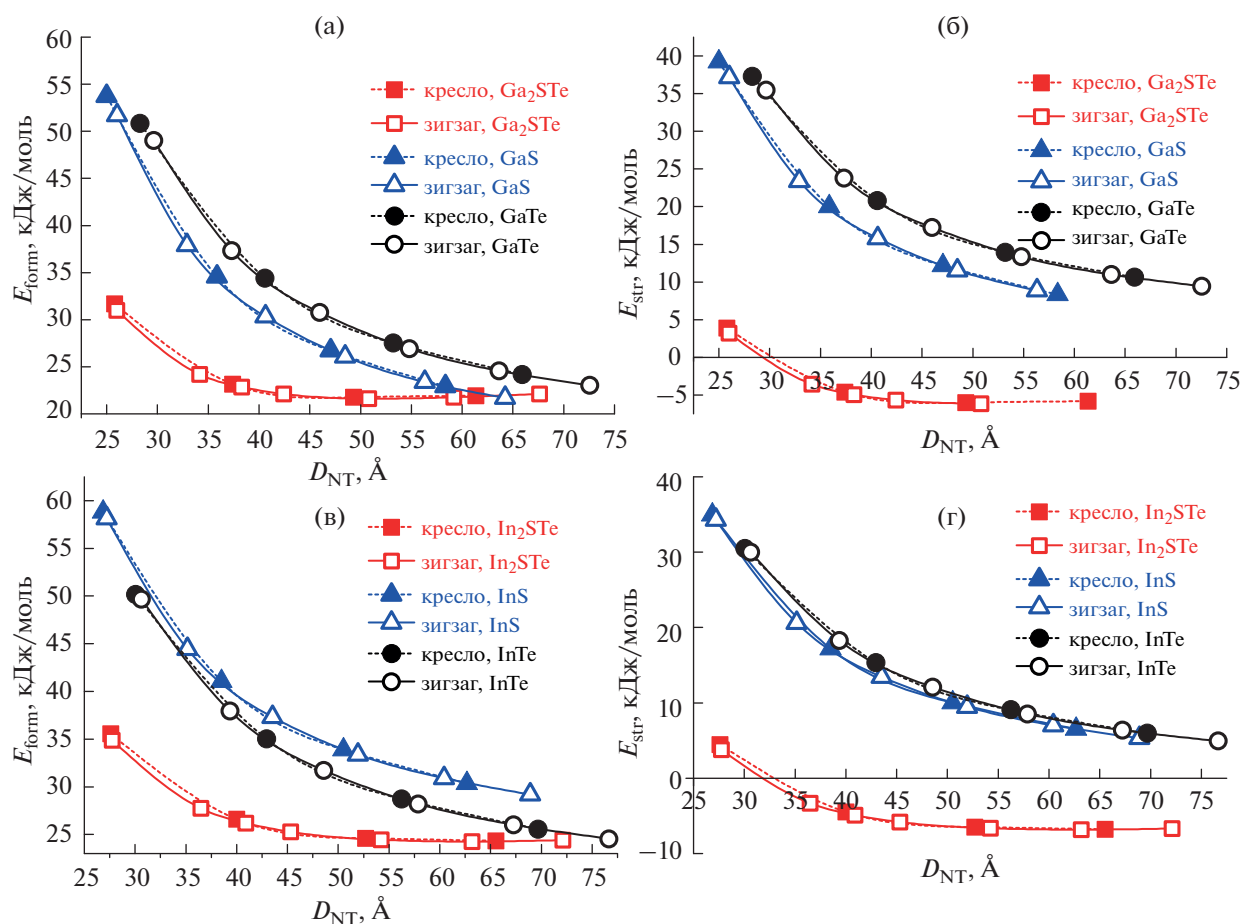 (а)
60
55
50
45
40
35
30
25
20
E_form, кДж/моль
кресло, Ga₂STe
зигзаг, Ga₂STe
кресло, GaS
зигзаг, GaS
кресло, GaTe
зигзаг, GaTe
25 30 35 40 45 50 55 60 65 70 75
D_NT, Å
(б)
40
35
30
25
20
15
10
5
0
−5
E_str, кДж/моль
кресло, Ga₂STe
зигзаг, Ga₂STe
кресло, GaS
зигзаг, GaS
кресло, GaTe
зигзаг, GaTe
25 30 35 40 45 50 55 60 65 70 75
D_NT, Å
(в)
60
55
50
45
40
35
30
25
E_form, кДж/моль
кресло, In₂STe
зигзаг, In₂STe
кресло, InS
зигзаг, InS
кресло, InTe
зигзаг, InTe
25 30 35 40 45 50 55 60 65 70 75
D_NT, Å
(г)
40
30
20
10
0
−10
E_str, кДж/моль
кресло, In₂STe
зигзаг, In₂STe
кресло, InS
зигзаг, InS
кресло, InTe
зигзаг, InTe
25 30 35 40 45 50 55 60 65 70 75
D_NT, Å